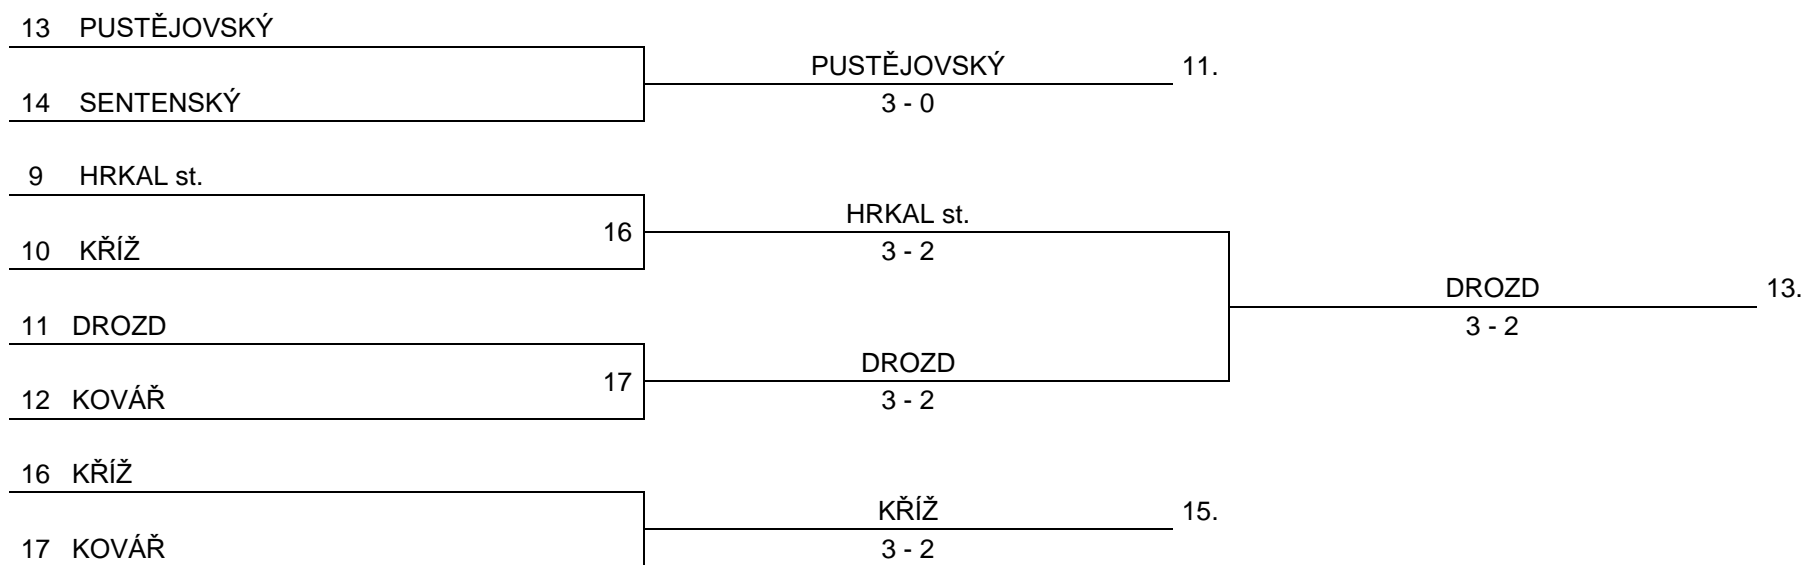 13 PUSTĚJOVSKÝ
PUSTĚJOVSKÝ 11.
14 SENTENSKÝ 3 - 0
9 HRKAL st.
HRKAL st.
16
10 KŘÍŽ 3 - 2
DROZD 13.
11 DROZD 3 - 2
DROZD
17
12 KOVÁŘ 3 - 2
16 KŘÍŽ
KŘÍŽ 15.
17 KOVÁŘ 3 - 2